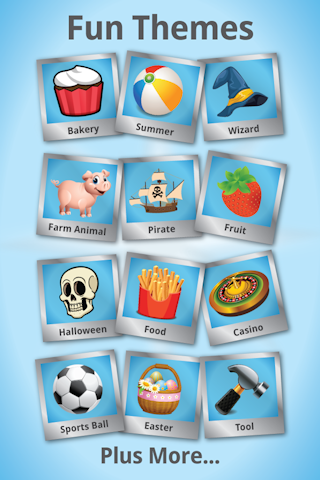 Fun Themes
Bakery
Summer
Wizard
Farm Animal
Pirate
Fruit
Halloween
Food
Casino
Sports Ball
Easter
Tool
Plus More...